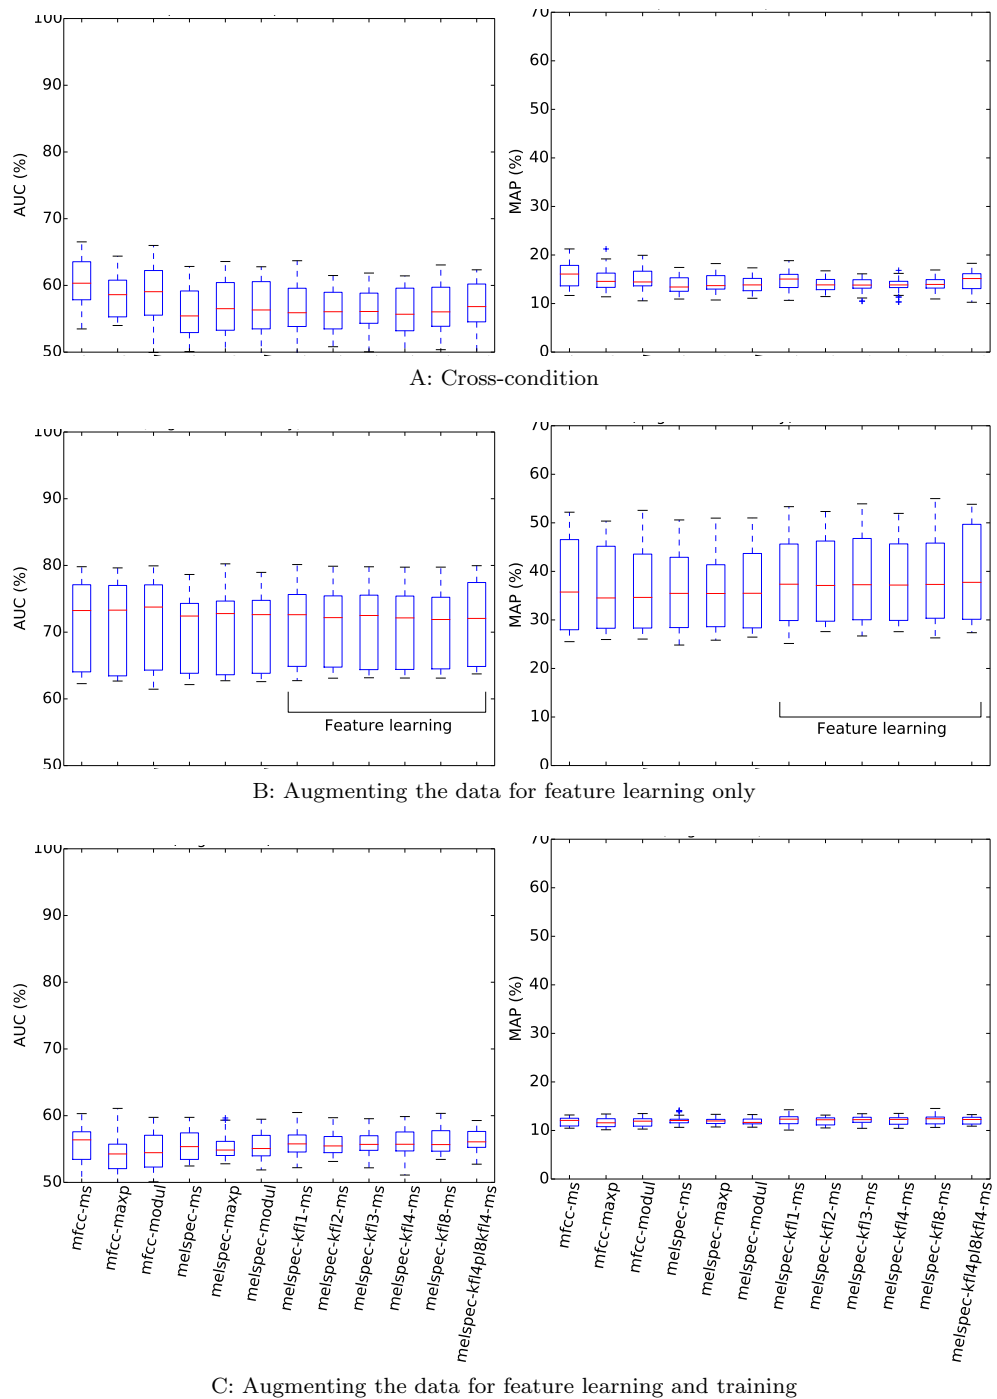 100
90
80
70
60
50
AUC (%)
70
60
50
40
30
20
10
0
MAP (%)
A: Cross-condition
100
90
80
70
60
50
AUC (%)
Feature learning
70
60
50
40
30
20
10
0
MAP (%)
Feature learning
B: Augmenting the data for feature learning only
100
90
80
70
60
50
AUC (%)
mfcc-ms
mfcc-maxp
mfcc-modul
melspec-ms
melspec-maxp
melspec-modul
melspec-kfl1-ms
melspec-kfl2-ms
melspec-kfl3-ms
melspec-kfl4-ms
melspec-kfl8-ms
melspec-kfl4pl8kfl4-ms
70
60
50
40
30
20
10
0
MAP (%)
mfcc-ms
mfcc-maxp
mfcc-modul
melspec-ms
melspec-maxp
melspec-modul
melspec-kfl1-ms
melspec-kfl2-ms
melspec-kfl3-ms
melspec-kfl4-ms
melspec-kfl8-ms
melspec-kfl4pl8kfl4-ms
C: Augmenting the data for feature learning and training